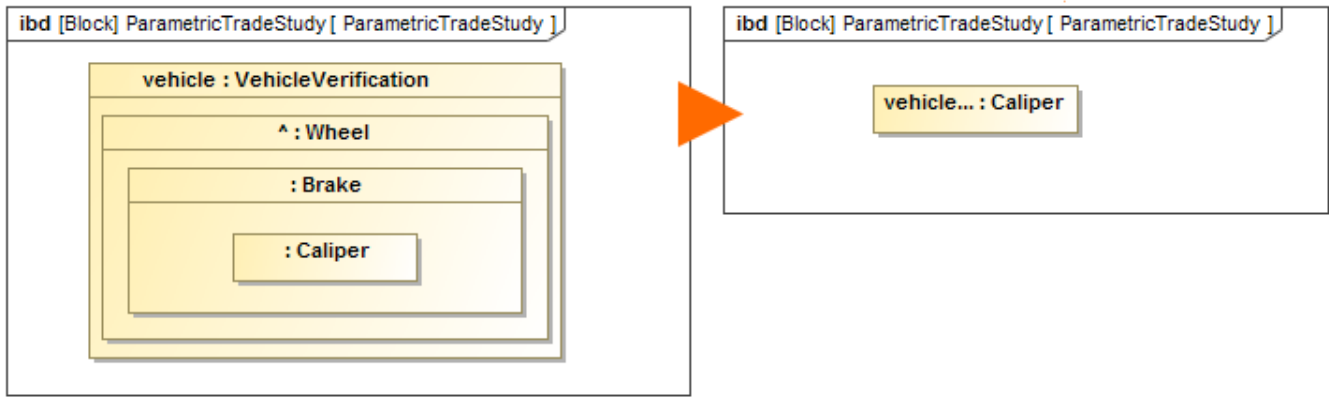 ibd [Block] ParametricTradeStudy [ ParametricTradeStudy ]
vehicle : VehicleVerification
^ : Wheel
: Brake
: Caliper
ibd [Block] ParametricTradeStudy [ ParametricTradeStudy ]
vehicle... : Caliper